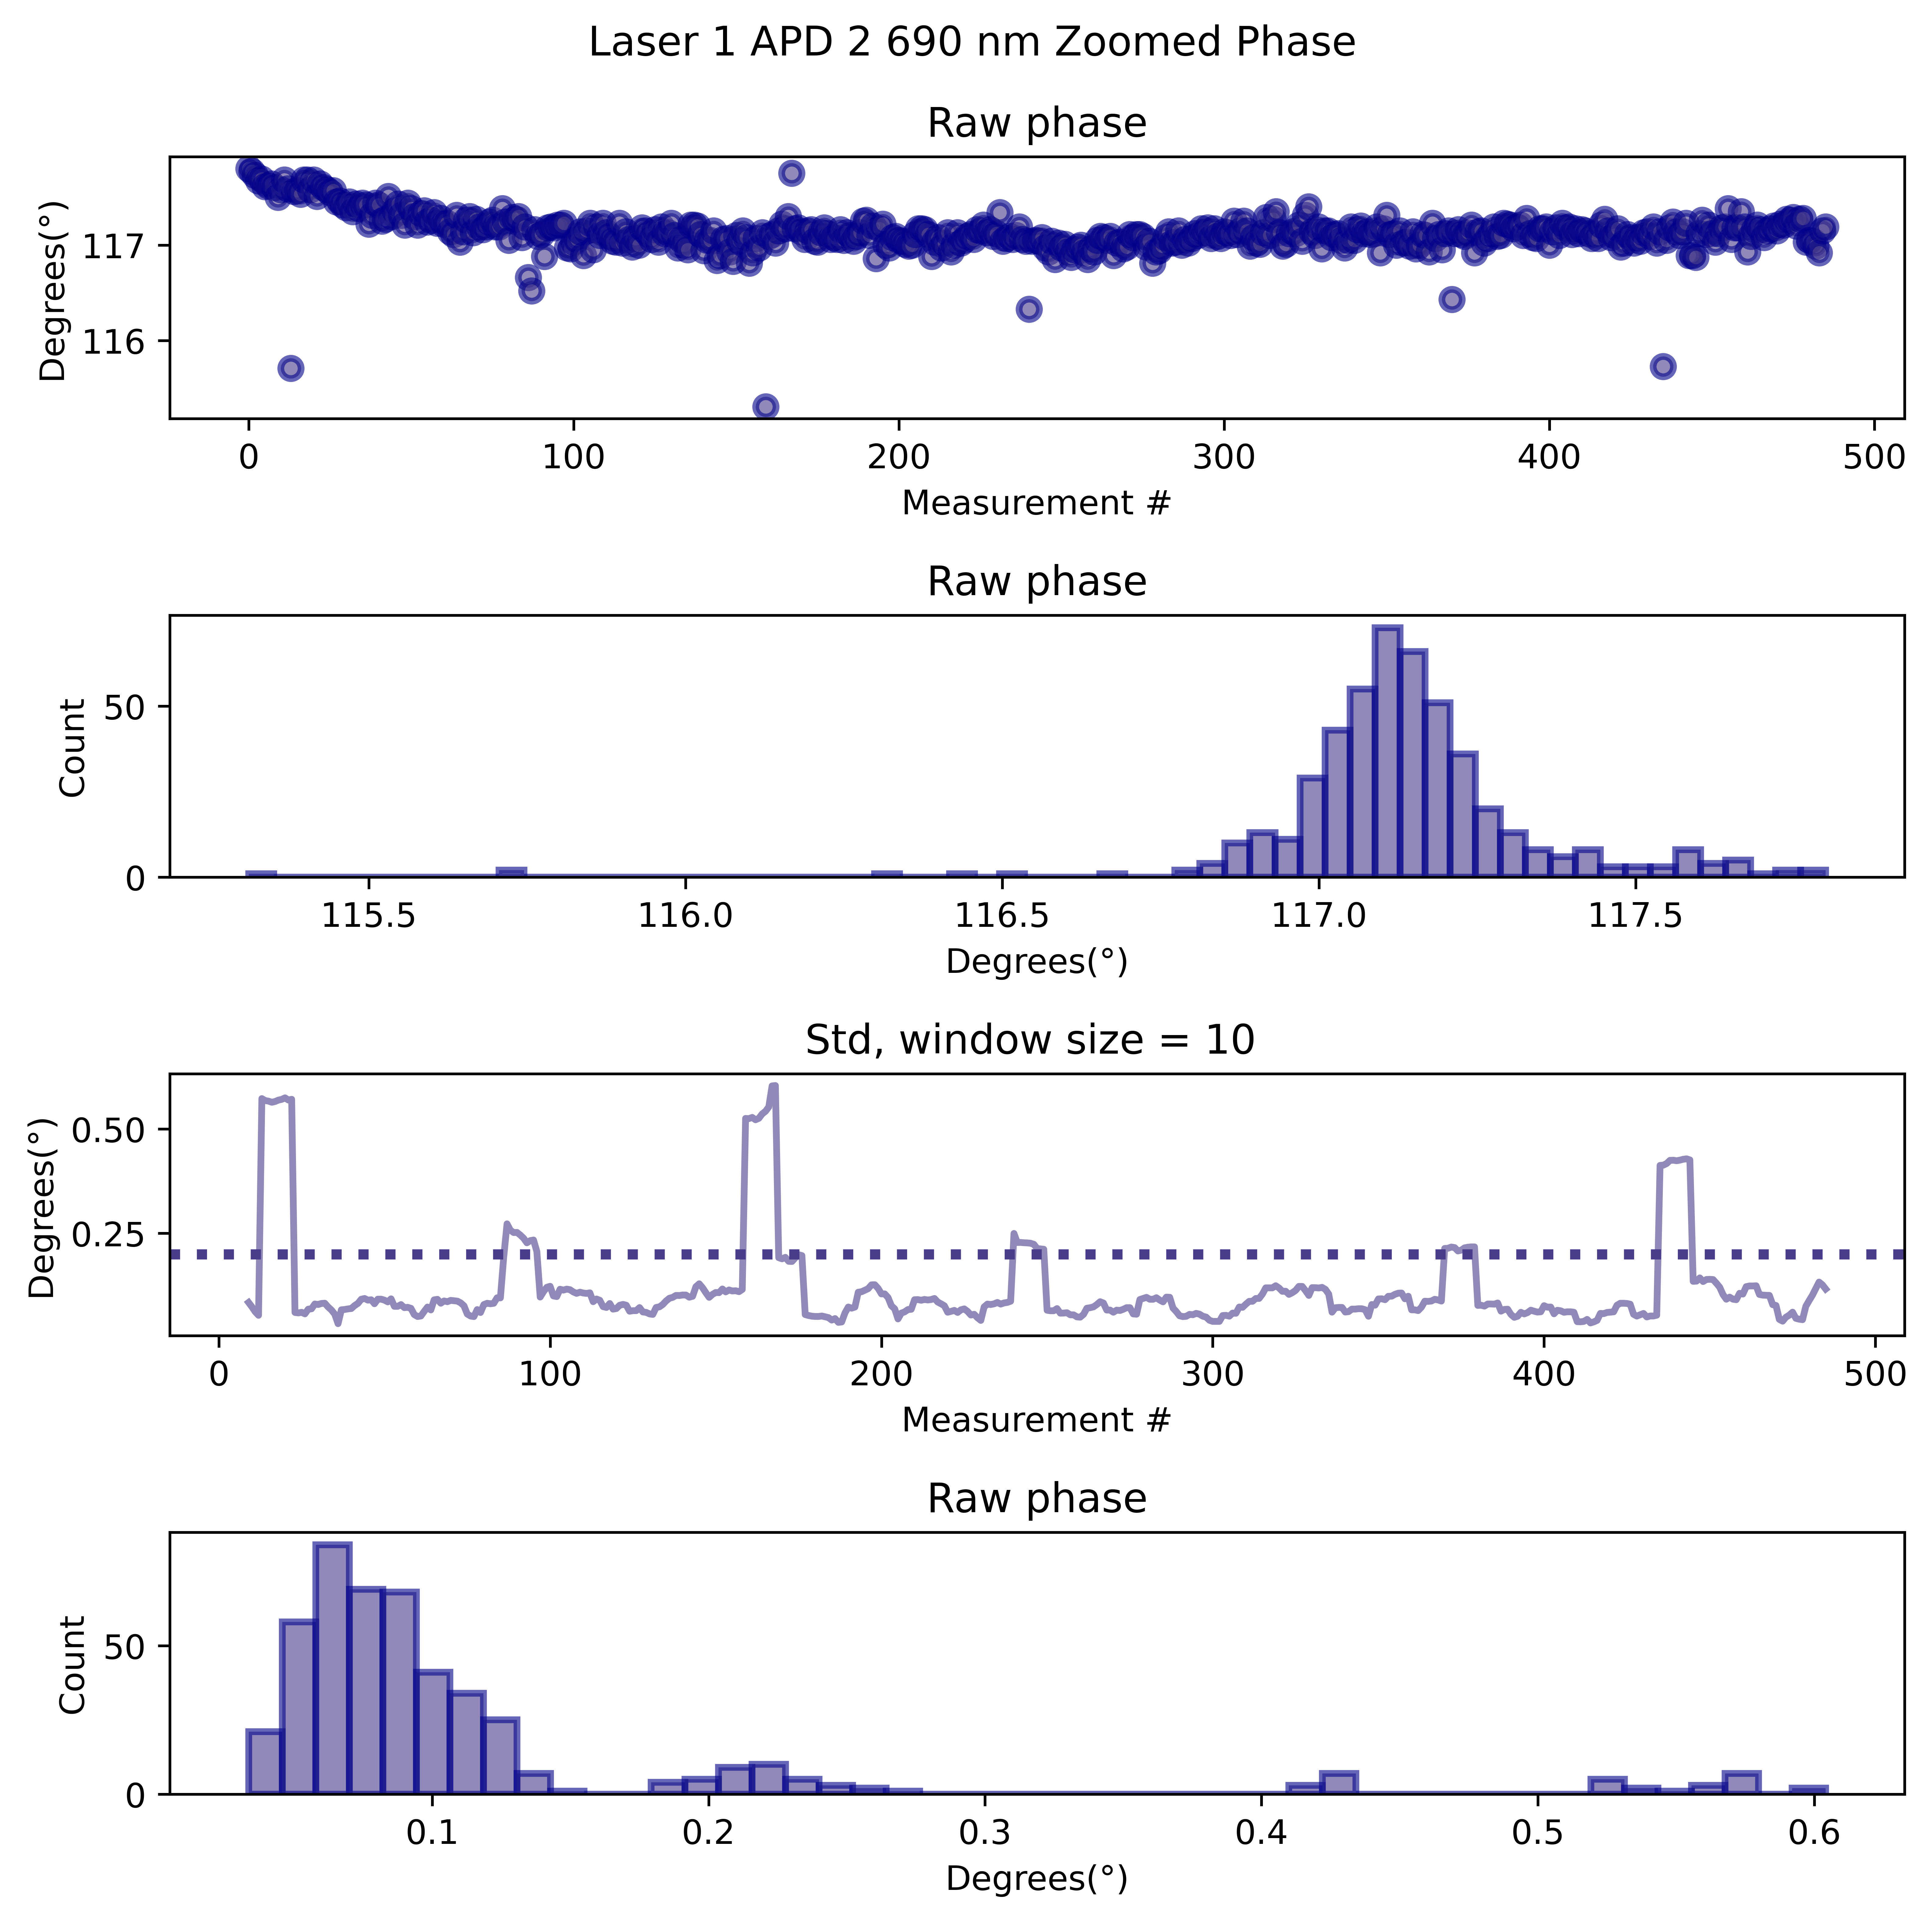 Laser 1 APD 2 690 nm Zoomed Phase
Raw phase
Degrees(°)
117
116
0 100 200 300 400 500
Measurement #
Raw phase
Count
50
0
115.5 116.0 116.5 117.0 117.5
Degrees(°)
Std, window size = 10
Degrees(°)
0.50
0.25
0 100 200 300 400 500
Measurement #
Raw phase
Count
50
0
0.1 0.2 0.3 0.4 0.5 0.6
Degrees(°)